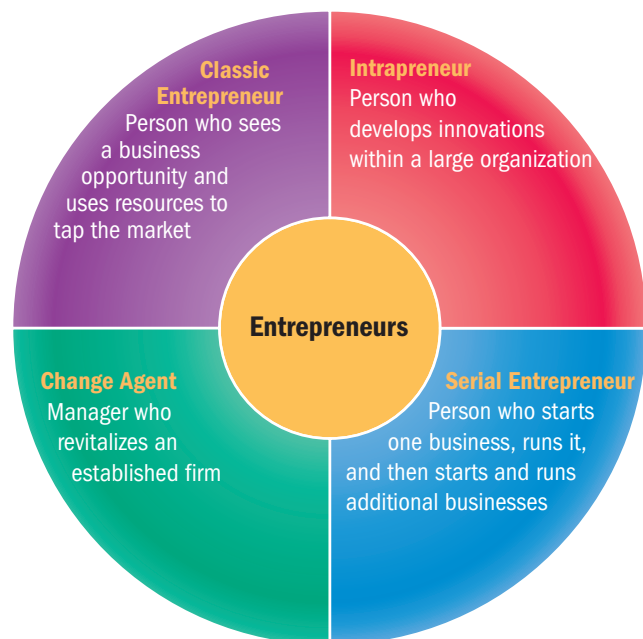 Classic
Entrepreneur
Person who sees
a business
opportunity and
uses resources to
tap the market
Intrapreneur
Person who
develops innovations
within a large organization
Entrepreneurs
Change Agent
Manager who
revitalizes an
established firm
Serial Entrepreneur
Person who starts
one business, runs it,
and then starts and runs
additional businesses